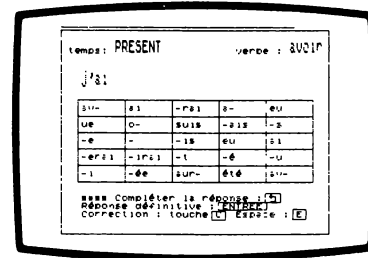 temps: PRESENT verbe : avoir
j'ai
av- ai -rai a- eu
ue o- suis -ais -s
-e - -is eu ai
-erai -irai -t -é -u
-i -ée aur- été av-
Compléter la réponse :
Réponse définitive : ENTREE
Correction : touche C Espace : E